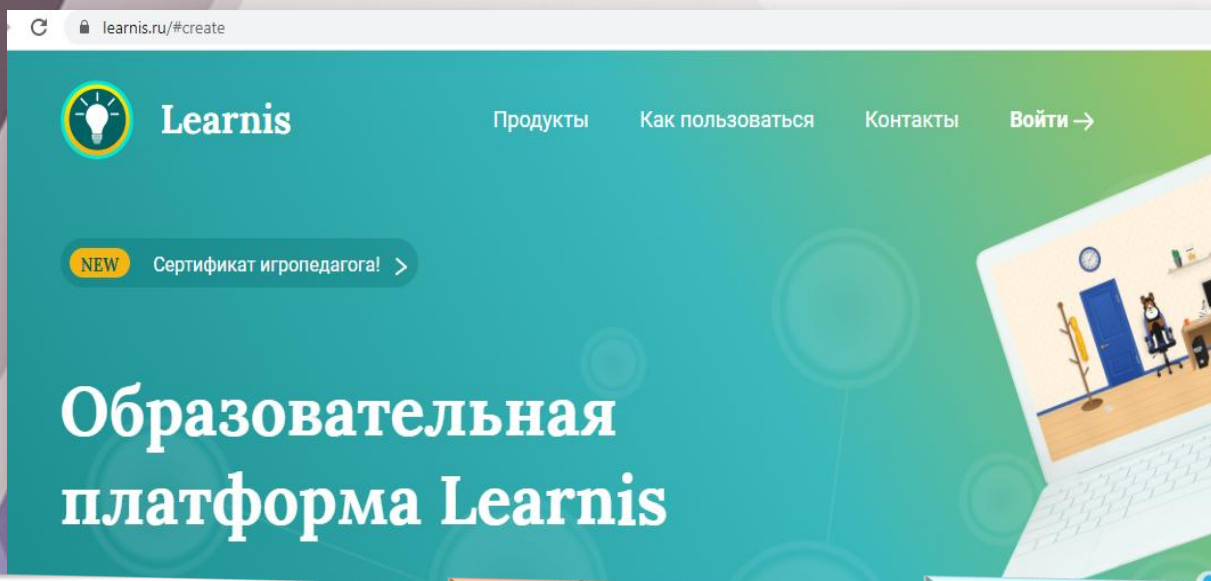 learnis.ru/#create
Learnis
Продукты Как пользоваться Контакты Войти →
NEW Сертификат игропедагога! >
Образовательная
платформа Learnis